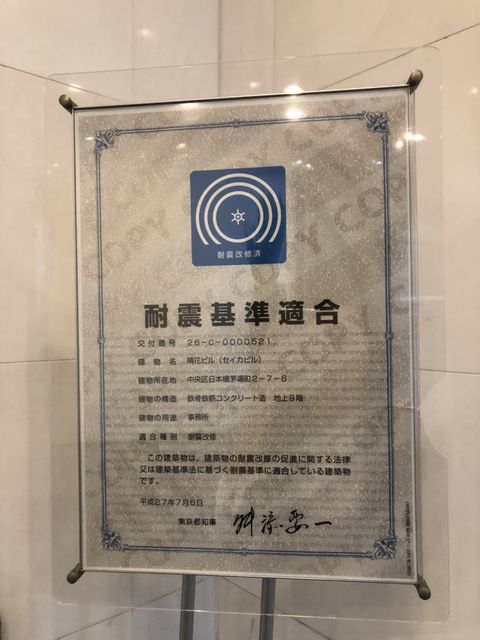 耐震改修済
耐震基準適合
交付番号 26-C-0000521
建物名 晴花ビル（セイカビル）
建物所在地 中央区日本橋茅場町2-7-6
建物の構造 鉄骨鉄筋コンクリート造 地上9階
建物の用途 事務所
適合種別 耐震改修
この建築物は、建築物の耐震改修の促進に関する法律
又は建築基準法に基づく耐震基準に適合している建築物
です。
平成27年7月6日
東京都知事 舛添要一
COPY COPY COPY